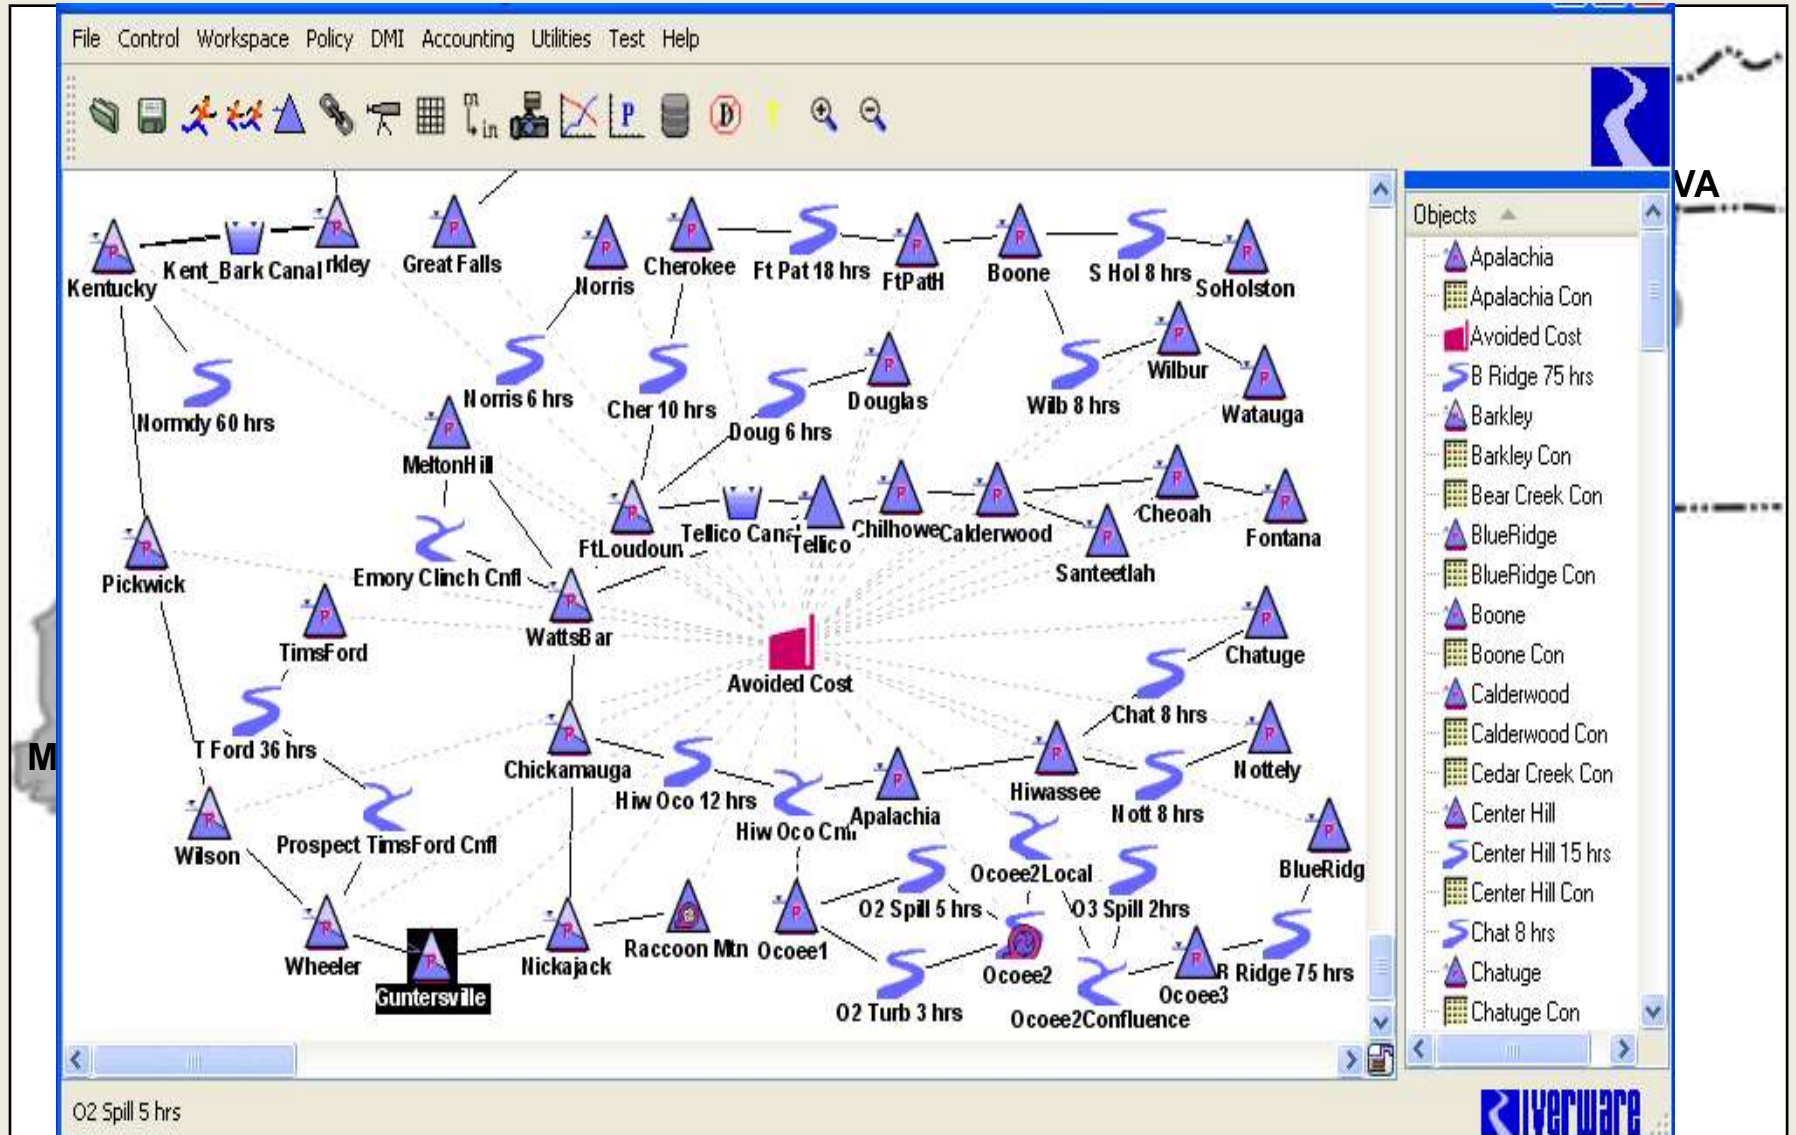 File Control Workspace Policy DMI Accounting Utilities Test Help
VA
M
Kentucky
Kent_Bark Canal
rkley
Great Falls
Norris
Cherokee
Ft Pat 18 hrs
FtPatH
Boone
S Hol 8 hrs
SoHolston
Normdy 60 hrs
Norris 6 hrs
Cher 10 hrs
Doug 6 hrs
Douglas
Wilb 8 hrs
Wilbur
Watauga
MeltonHill
FtLoudoun
Tellico Cana
Tellico
Chilhowe
Calderwood
Cheoah
Fontana
Santeetlah
Pickwick
Emory Clinch Cnfl
WattsBar
TimsFord
Avoided Cost
Chatuge
Chat 8 hrs
T Ford 36 hrs
Chickamauga
Hiw Oco 12 hrs
Hiw Oco Cn
Apalachia
Hiwassee
Nott 8 hrs
Nottely
Wilson
Prospect TimsFord Cnfl
Ocoee2Local
BlueRidg
Wheeler
Guntersville
Nickajack
Raccoon Mtn
Ocoee1
O2 Spill 5 hrs
O3 Spill 2hrs
Ocoee2
Ocoee3
Ridge 75 hrs
O2 Turb 3 hrs
Ocoee2Confluence
Objects
Apalachia
Apalachia Con
Avoided Cost
B Ridge 75 hrs
Barkley
Barkley Con
Bear Creek Con
BlueRidge
BlueRidge Con
Boone
Boone Con
Calderwood
Calderwood Con
Cedar Creek Con
Center Hill
Center Hill 15 hrs
Center Hill Con
Chat 8 hrs
Chatuge
Chatuge Con
O2 Spill 5 hrs
Riverware